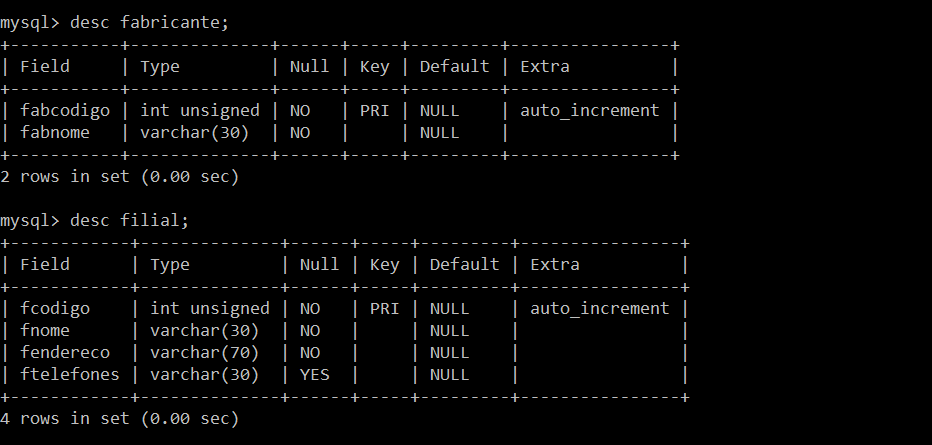 mysql> desc fabricante;
+-----------+--------------+------+-----+---------+----------------+
| Field     | Type         | Null | Key | Default | Extra          |
+-----------+--------------+------+-----+---------+----------------+
| fabcodigo | int unsigned | NO   | PRI | NULL    | auto_increment |
| fabnome   | varchar(30)  | NO   |     | NULL    |                |
+-----------+--------------+------+-----+---------+----------------+
2 rows in set (0.00 sec)

mysql> desc filial;
+------------+--------------+------+-----+---------+----------------+
| Field      | Type         | Null | Key | Default | Extra          |
+------------+--------------+------+-----+---------+----------------+
| fcodigo    | int unsigned | NO   | PRI | NULL    | auto_increment |
| fnome      | varchar(30)  | NO   |     | NULL    |                |
| fendereco  | varchar(70)  | NO   |     | NULL    |                |
| ftelefones | varchar(30)  | YES  |     | NULL    |                |
+------------+--------------+------+-----+---------+----------------+
4 rows in set (0.00 sec)